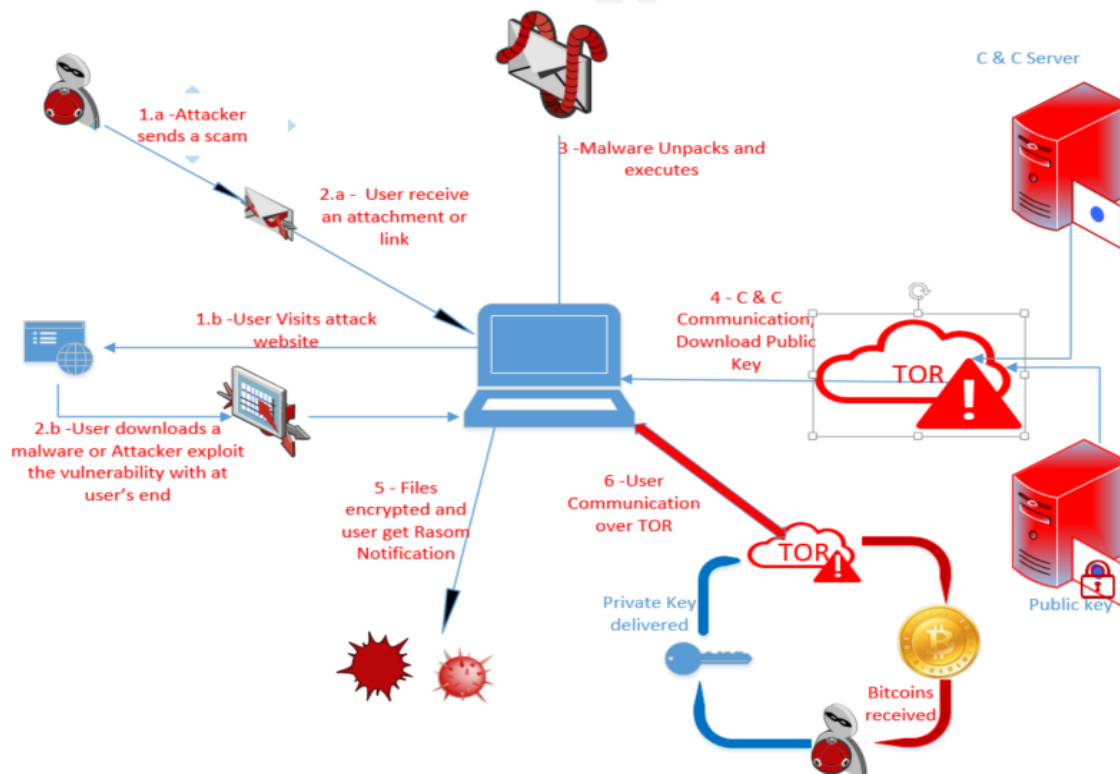 C & C Server
1.a -Attacker
sends a scam
3 -Malware Unpacks and
executes
2.a - User receive
an attachment or
link
4 - C & C
Communication,
Download Public
Key
TOR
1.b -User Visits attack
website
2.b -User downloads a
malware or Attacker exploit
the vulnerability with at
user's end
5 - Files
encrypted and
user get Rasom
Notification
6 -User
Communication
over TOR
TOR
Private Key
delivered
Public key
Bitcoins
received